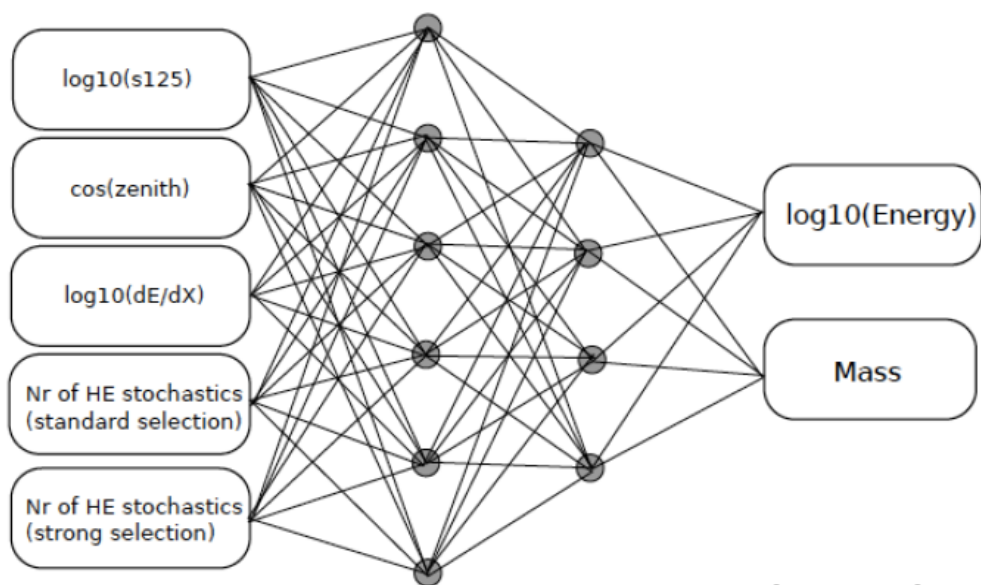 log10(s125)
cos(zenith)
log10(dE/dX)
Nr of HE stochastics
(standard selection)
Nr of HE stochastics
(strong selection)
log10(Energy)
Mass